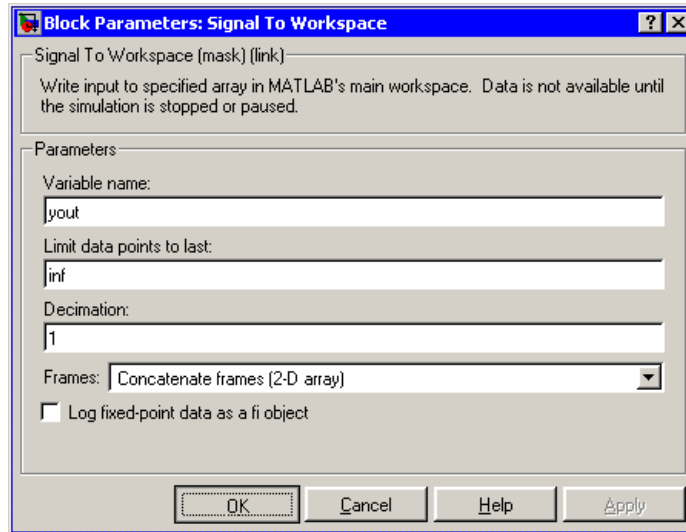 Block Parameters: Signal To Workspace
Signal To Workspace (mask) (link)
Write input to specified array in MATLAB's main workspace. Data is not available until
the simulation is stopped or paused.
Parameters
Variable name:
yout
Limit data points to last:
inf
Decimation:
1
Frames: Concatenate frames (2-D array)
Log fixed-point data as a fi object
OK Cancel Help Apply